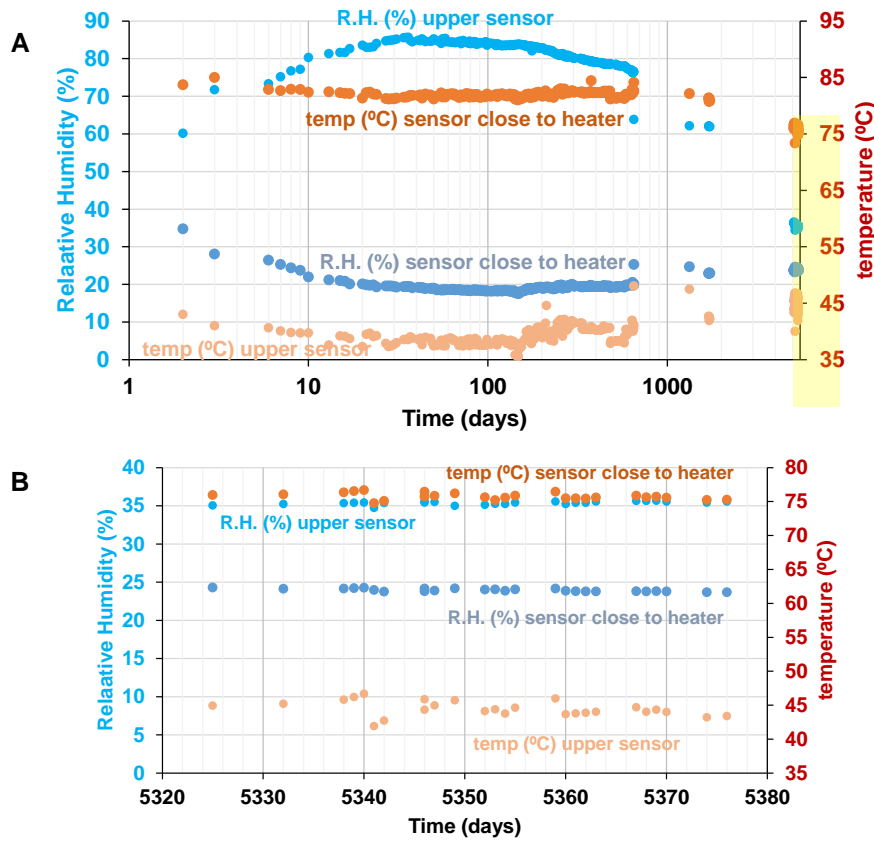 A
R.H. (%) upper sensor
90
80
70
60
50
40
30
20
10
0
Relaative Humidity (%)
95
85
75
65
55
45
35
temperature (ºC)
temp (ºC) sensor close to heater
R.H. (%) sensor close to heater
temp (ºC) upper sensor
1 10 100 1000
Time (days)
B
40
35
30
25
20
15
10
5
0
Relaative Humidity (%)
80
75
70
65
60
55
50
45
40
35
temperature (ºC)
temp (ºC) sensor close to heater
R.H. (%) upper sensor
R.H. (%) sensor close to heater
temp (ºC) upper sensor
5320 5330 5340 5350 5360 5370 5380
Time (days)